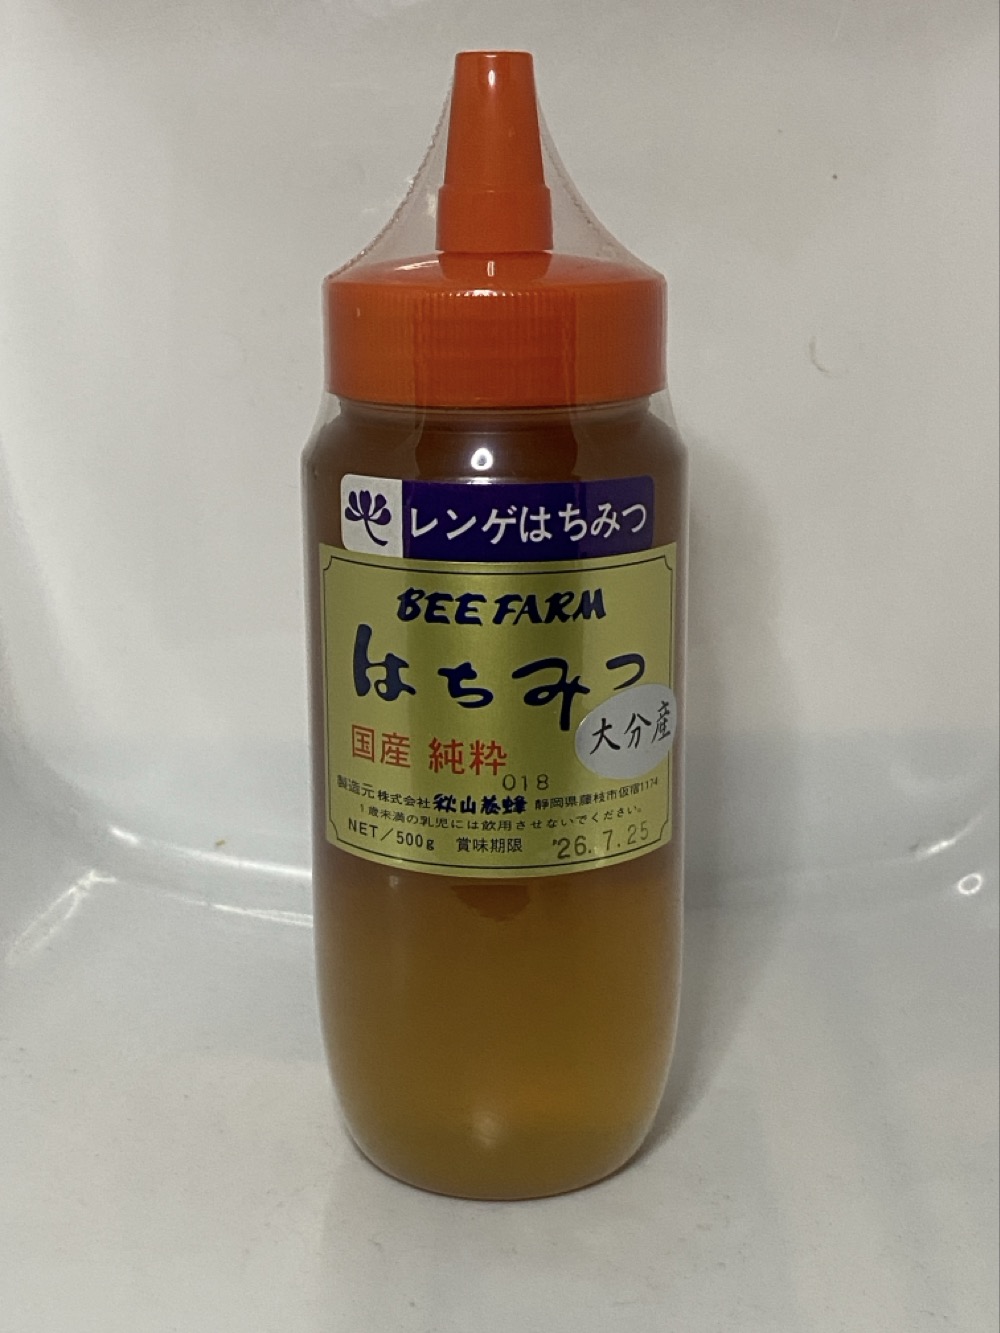 レンゲはちみつ
BEE FARM
はちみつ
大分産
国産 純粋
018
製造元 株式会社 秋山養蜂 静岡県藤枝市仮宿1174
1歳未満の乳児には飲用させないでください。
NET/500g 賞味期限 "26.7.25